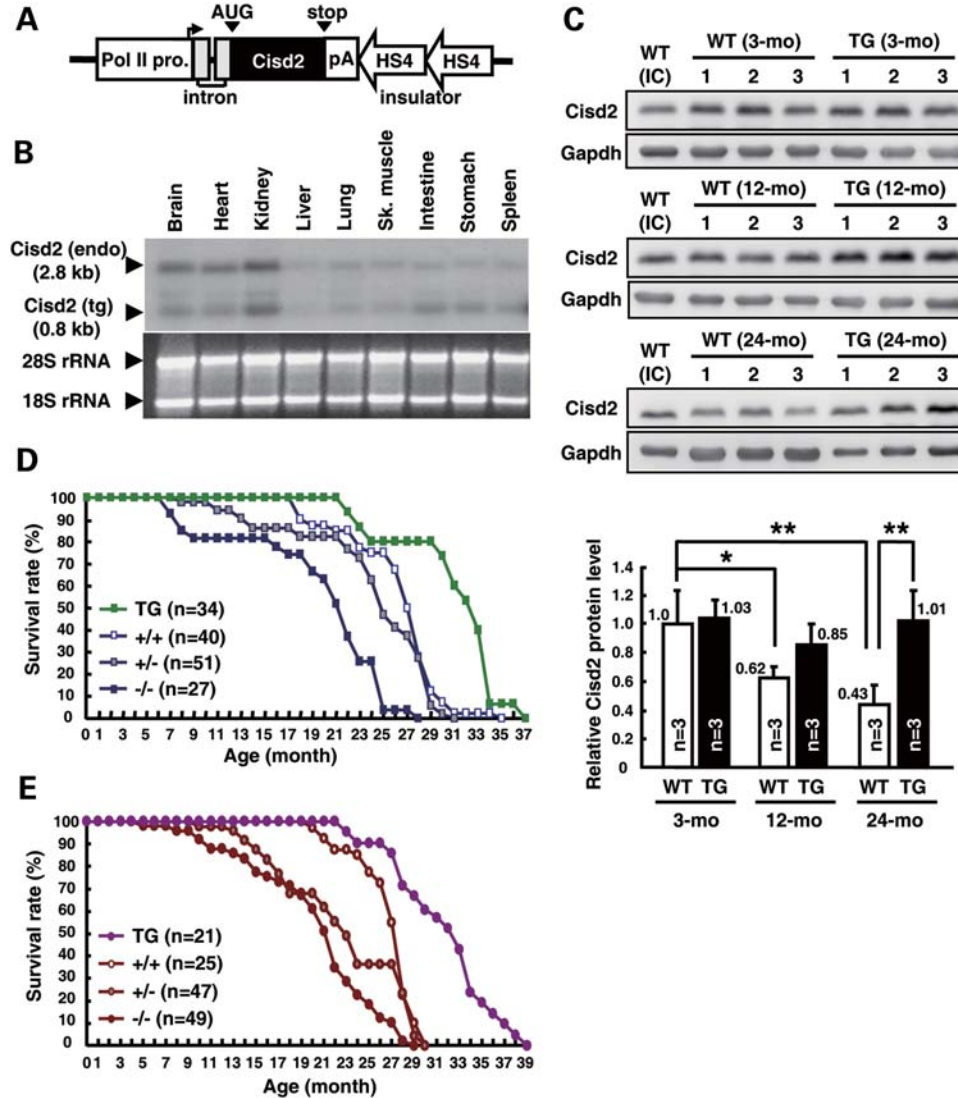 A
AUG
stop
Pol II pro.
Cisd2
pA
HS4
HS4
intron
insulator
B
Brain
Heart
Kidney
Liver
Lung
Sk. muscle
Intestine
Stomach
Spleen
Cisd2 (endo)
(2.8 kb)
Cisd2 (tg)
(0.8 kb)
28S rRNA
18S rRNA
C
WT WT (3-mo) TG (3-mo)
(IC) 1 2 3 1 2 3
Cisd2
Gapdh
WT WT (12-mo) TG (12-mo)
(IC) 1 2 3 1 2 3
Cisd2
Gapdh
WT WT (24-mo) TG (24-mo)
(IC) 1 2 3 1 2 3
Cisd2
Gapdh
Relative Cisd2 protein level
** **
*
1.4
1.2
1.0
0.8
0.6
0.4
0.2
0
1.0 1.03 0.62 0.85 0.43 1.01
n=3 n=3 n=3 n=3 n=3 n=3
WT TG WT TG WT TG
3-mo 12-mo 24-mo
D
Survival rate (%)
100
90
80
70
60
50
40
30
20
10
0
TG (n=34)
+/+ (n=40)
+/- (n=51)
-/- (n=27)
0 1 3 5 7 9 11 13 15 17 19 21 23 25 27 29 31 33 35 37
Age (month)
E
Survival rate (%)
100
90
80
70
60
50
40
30
20
10
0
TG (n=21)
+/+ (n=25)
+/- (n=47)
-/- (n=49)
0 1 3 5 7 9 11 13 15 17 19 21 23 25 27 29 31 33 35 37 39
Age (month)